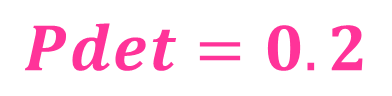 Pdet = 0.2